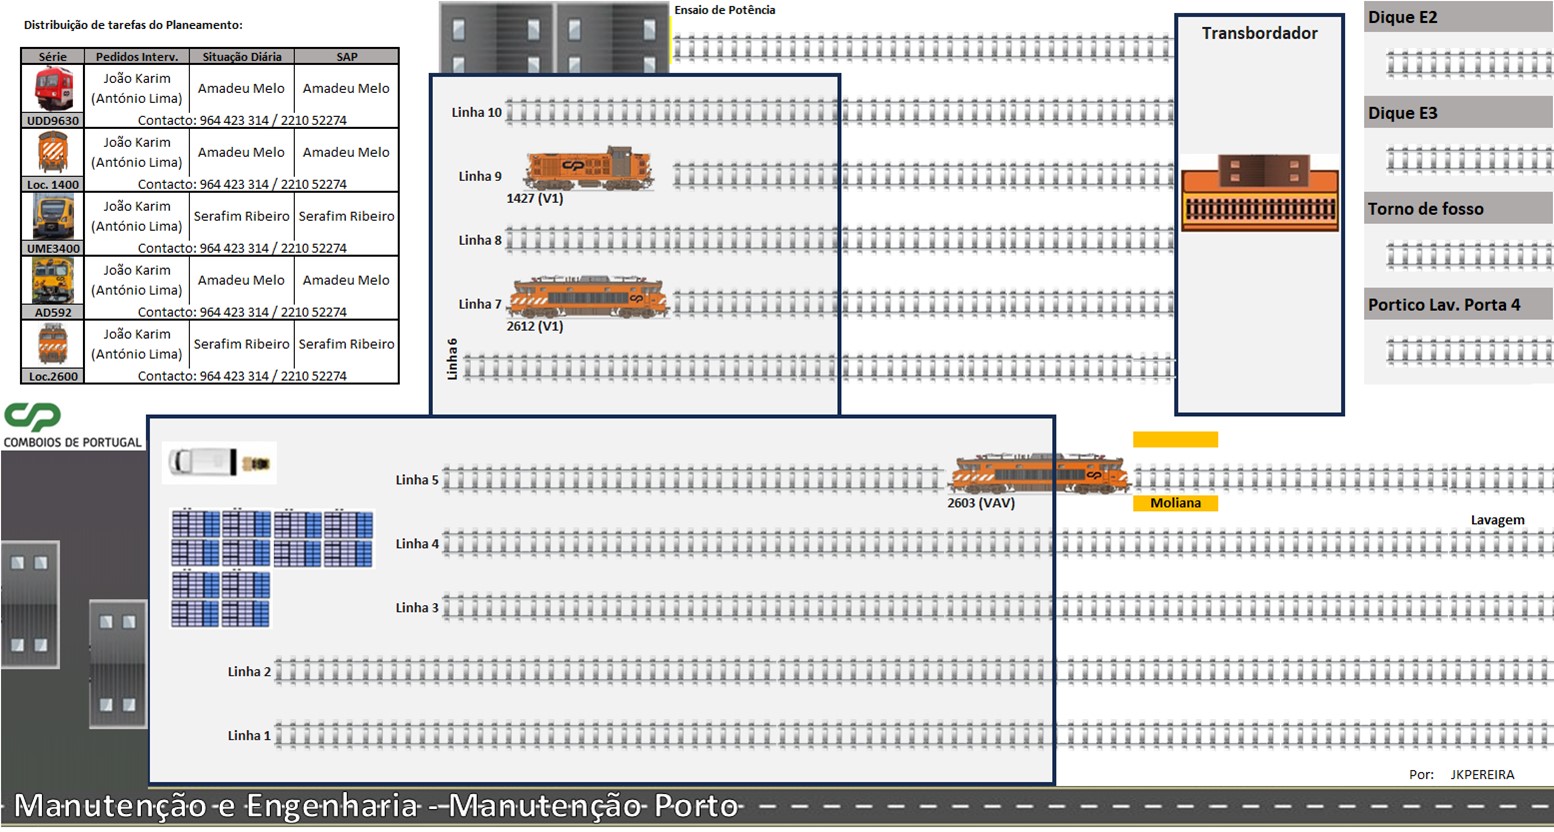 Distribuição de tarefas do Planeamento:
Série Pedidos Interv. Situação Diária SAP
João Karim
(António Lima) Amadeu Melo Amadeu Melo
UDD9630 Contacto: 964 423 314 / 2210 52274
João Karim
(António Lima) Amadeu Melo Amadeu Melo
Loc. 1400 Contacto: 964 423 314 / 2210 52274
João Karim
(António Lima) Serafim Ribeiro Serafim Ribeiro
UME3400 Contacto: 964 423 314 / 2210 52274
João Karim
(António Lima) Amadeu Melo Amadeu Melo
AD592 Contacto: 964 423 314 / 2210 52274
João Karim
(António Lima) Serafim Ribeiro Serafim Ribeiro
Loc.2600 Contacto: 964 423 314 / 2210 52274
CP
COMBOIOS DE PORTUGAL
Ensaio de Potência
Linha 10
Linha 9
CP
1427 (V1)
Linha 8
Linha 7
CP
2612 (V1)
Linha6
Transbordador
Dique E2
Dique E3
Torno de fosso
Portico Lav. Porta 4
Linha 5
CP
2603 (VAV)
Moliana
Lavagem
Linha 4
Linha 3
Linha 2
Linha 1
Por: JKPEREIRA
Manutenção e Engenharia - Manutenção Porto